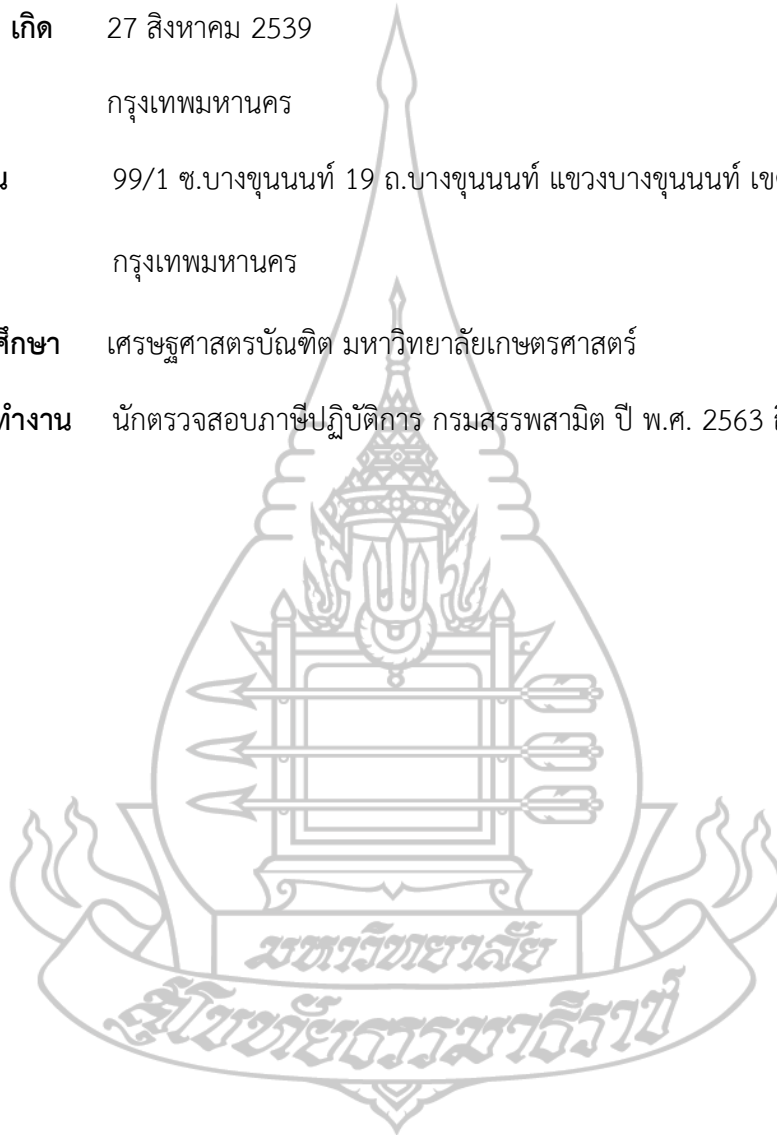 เกิด 27 สิงหาคม 2539
กรุงเทพมหานคร
99/1 ซ.บางขุนนนท์ 19 ถ.บางขุนนนท์ แขวงบางขุนนนท์
กรุงเทพมหานคร
เศรษฐศาสตรบัณฑิต มหาวิทยาลัยเกษตรศาสตร์
ทำงาน นักตรวจสอบภาษีปฏิบัติการ กรมสรรพสามิต ปี พ.ศ. 2563
มหาวิทยาลัย
สุโขทัยธรรมาธิราช